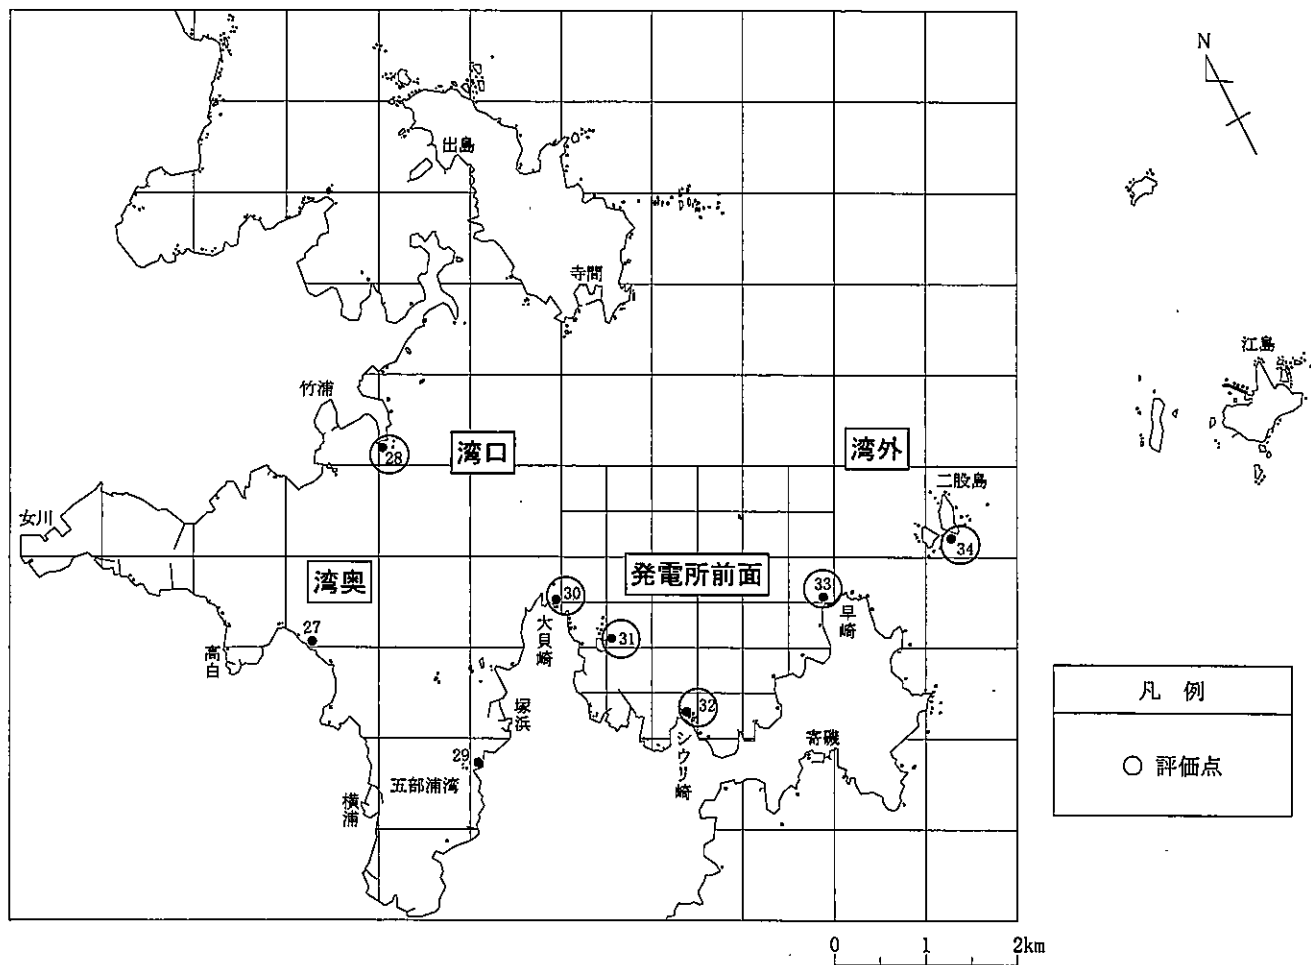 N
出島
寺間
江島
竹浦
28
湾口
湾外
二股島
34
女川
湾奥
発電所前面
30
33
大貝崎
31
早崎
27
高白
塚浜
32
シウリ崎
寄磯
29
五部浦湾
横浦
凡 例
○ 評価点
0 1 2km